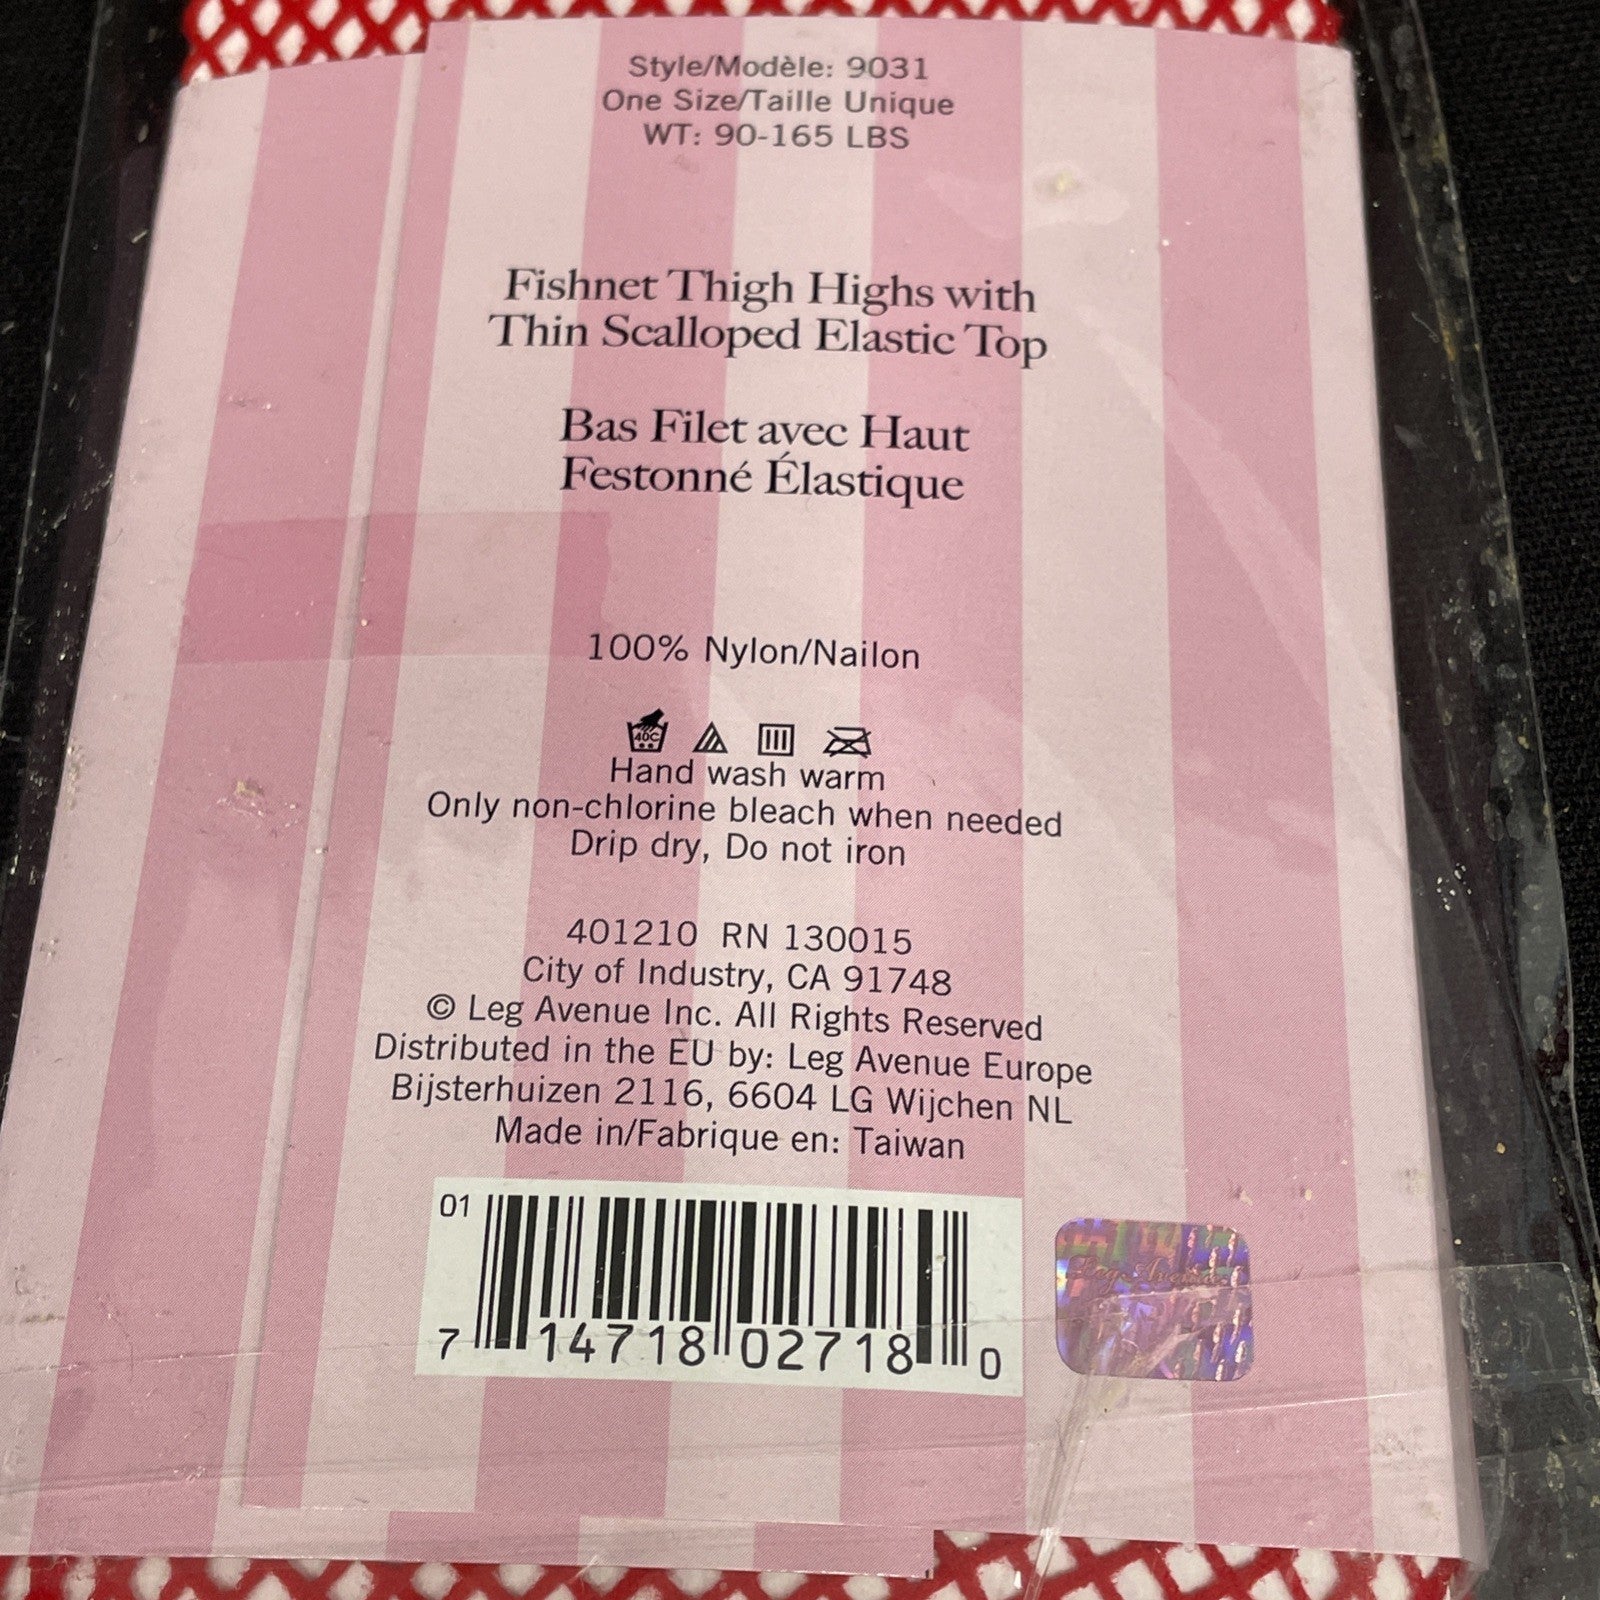 Style/Modèle: 9031
One Size/Taille Unique
WT: 90-165 LBS
Fishnet Thigh Highs with
Thin Scalloped Elastic Top
Bas Filet avec Haut
Festonné Élastique
100% Nylon/Nailon
40C
Hand wash warm
Only non-chlorine bleach when needed
Drip dry, Do not iron
401210 RN 130015
City of Industry, CA 91748
© Leg Avenue Inc. All Rights Reserved
Distributed in the EU by: Leg Avenue Europe
Bijsterhuizen 2116, 6604 LG Wijchen NL
Made in/Fabrique en: Taiwan
01
7 14718 02718 0
Leg Avenue